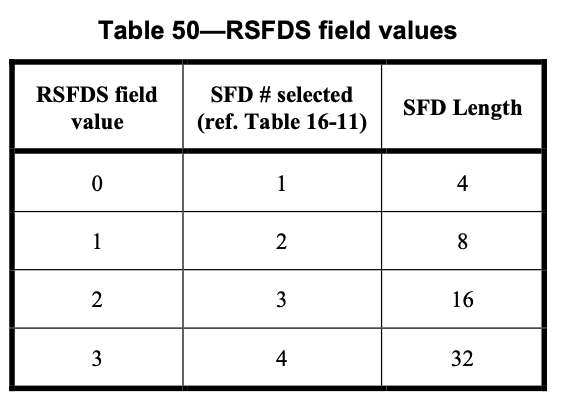 Table 50—RSFDS field values
RSFDS field value
SFD # selected (ref. Table 16-11)
SFD Length
0 1 4
1 2 8
2 3 16
3 4 32